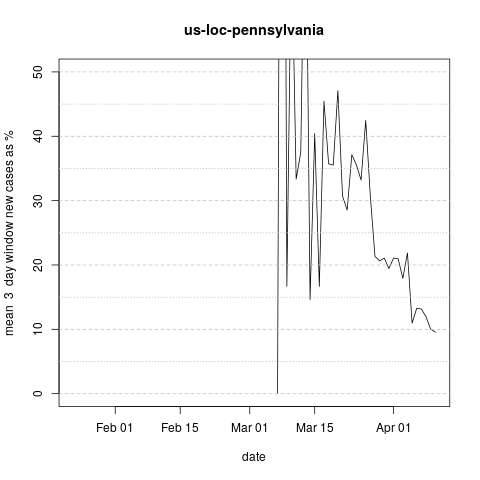 us-loc-pennsylvania
mean 3 day window new cases as %
50
40
30
20
10
0
Feb 01 Feb 15 Mar 01 Mar 15 Apr 01
date